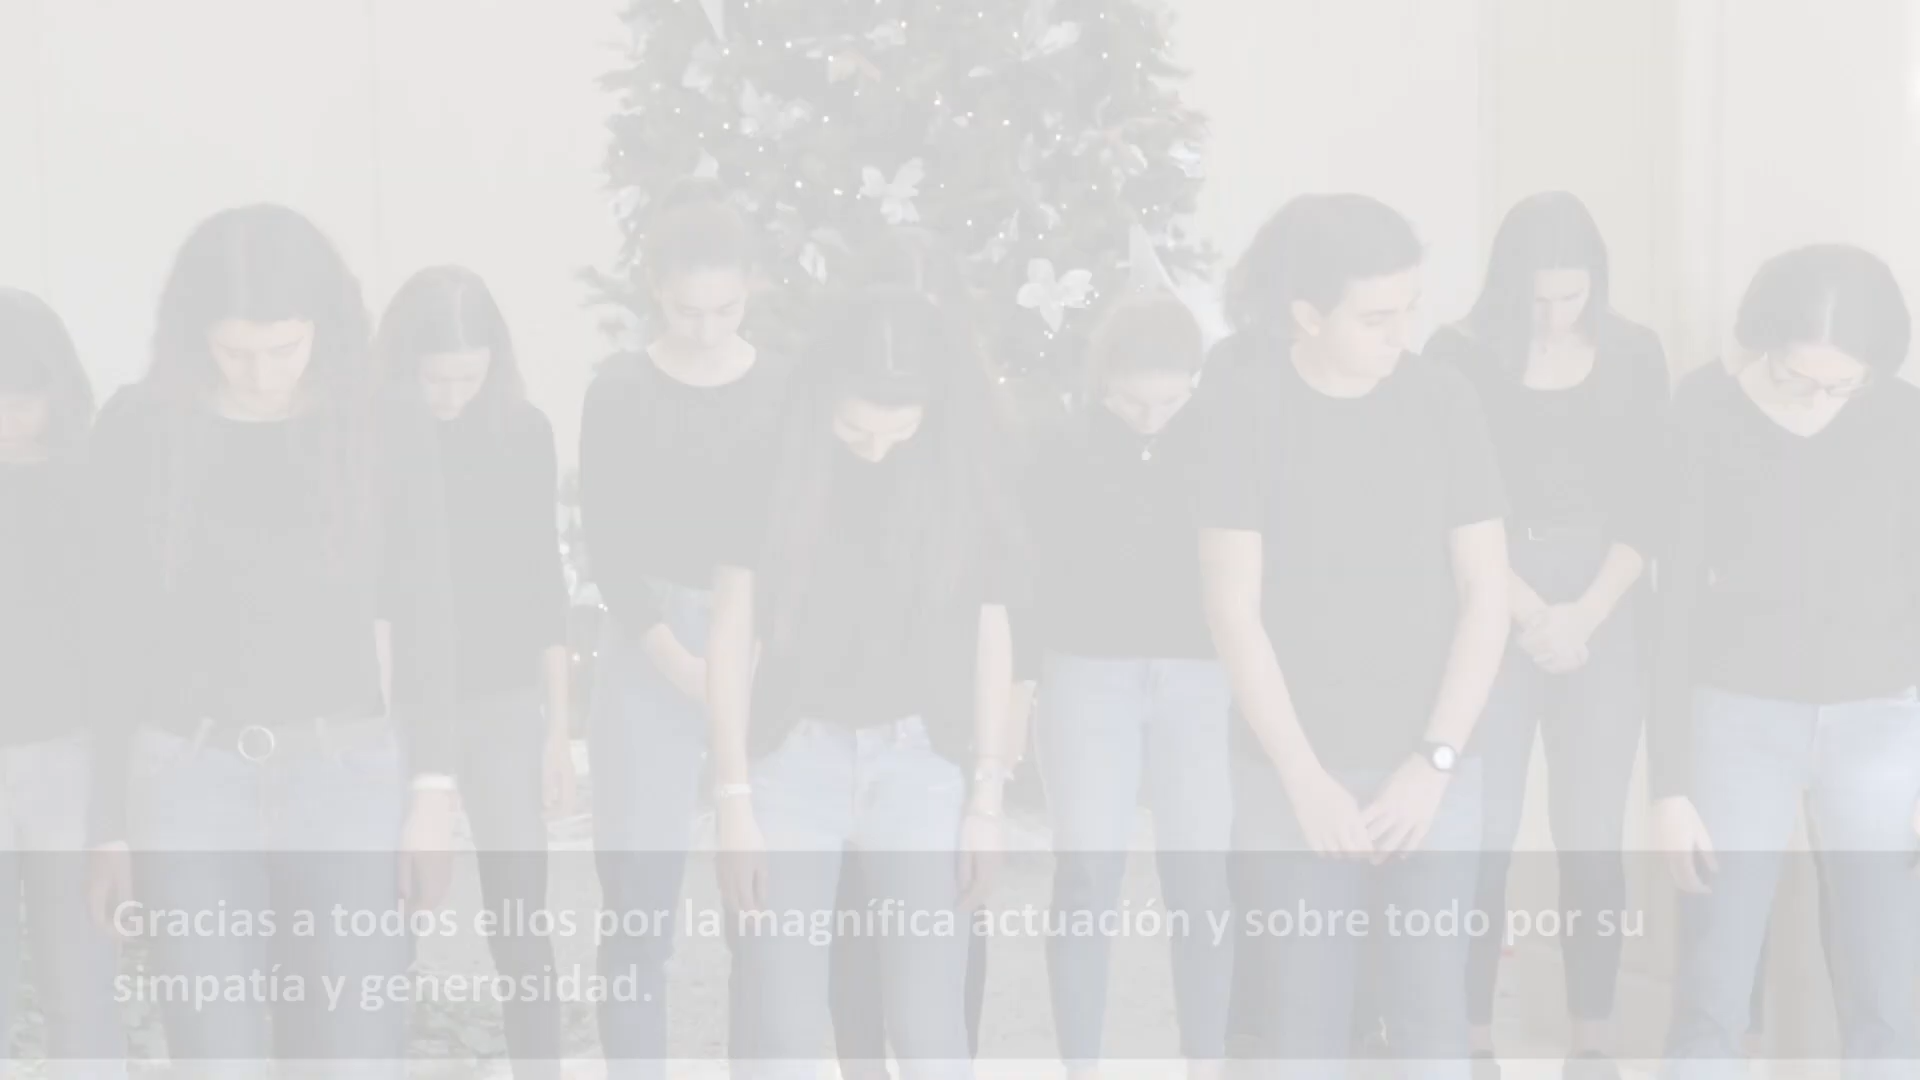 Gracias a todos ellos por la magnífica actuación y sobre todo por su
simpatía y generosidad.